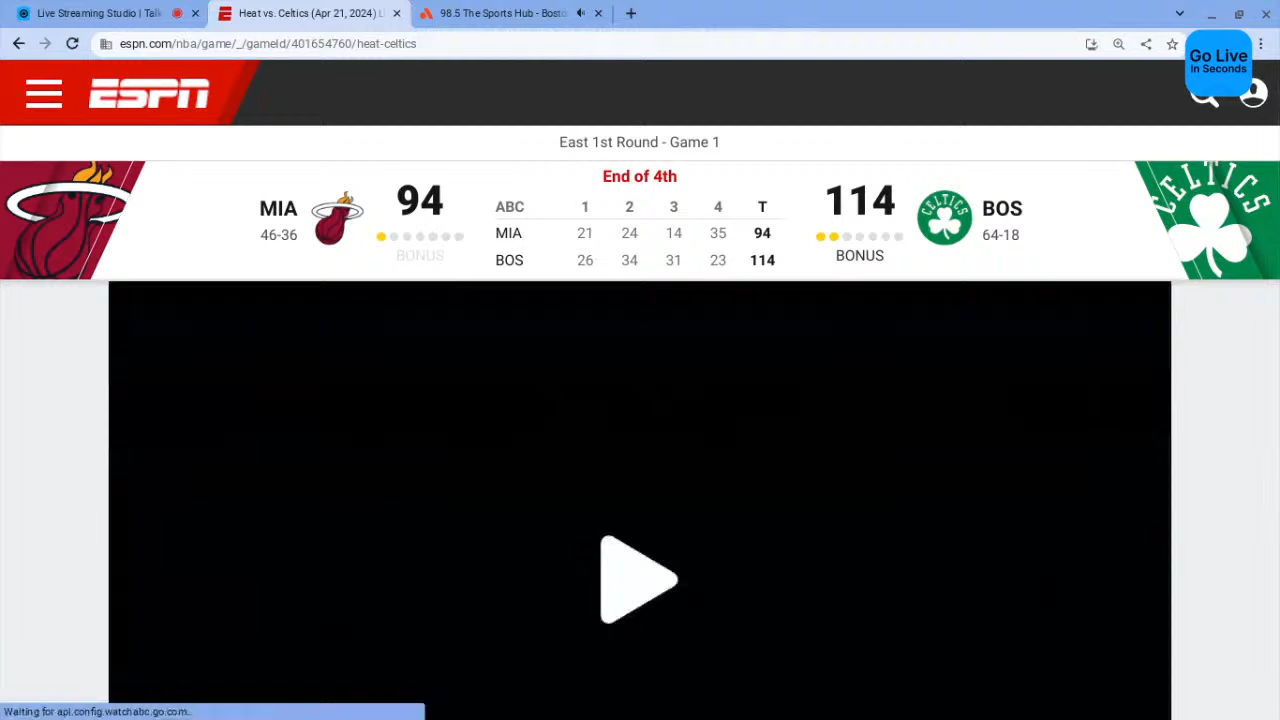 Live Streaming Studio | Talk
Heat vs. Celtics (Apr 21, 2024) L
98.5 The Sports Hub - Bosto
espn.com/nba/game/_/gameId/401654760/heat-celtics
Go Live
In Seconds
ESPN
East 1st Round - Game 1
MIA
46-36
94
BONUS
End of 4th
ABC 1 2 3 4 T
MIA 21 24 14 35 94
BOS 26 34 31 23 114
114
BONUS
BOS
64-18
CELTICS
CELTICS
Waiting for api.config.watchabc.go.com...